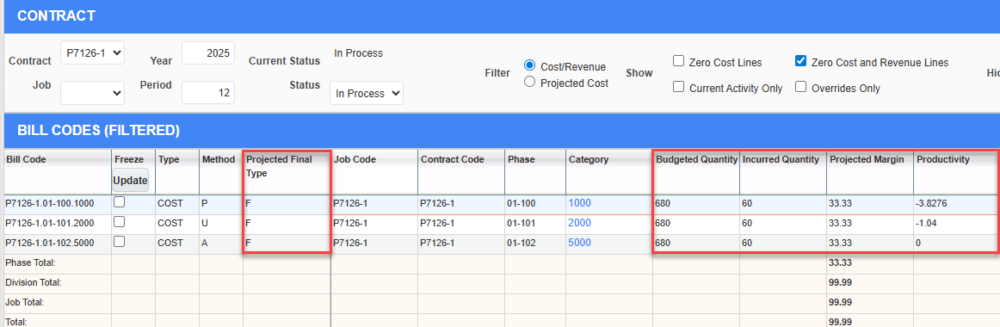 CONTRACT
Contract P7126-1 Year 2025 Current Status In Process
Filter Cost/Revenue Projected Cost
Show Zero Cost Lines Zero Cost and Revenue Lines
Job Period 12 Status In Process
Current Activity Only Overrides Only
BILL CODES (FILTERED)
Bill Code Freeze Type Method Projected Final Type Job Code Contract Code Phase Category Budgeted Quantity Incurred Quantity Projected Margin Productivity
Update
P7126-1.01-100.1000 COST P F P7126-1 P7126-1 01-100 1000 680 60 33.33 -3.8276
P7126-1.01-101.2000 COST U F P7126-1 P7126-1 01-101 2000 680 60 33.33 -1.04
P7126-1.01-102.5000 COST A F P7126-1 P7126-1 01-102 5000 680 60 33.33 0
Phase Total: 33.33
Division Total: 99.99
Job Total: 99.99
Total: 99.99